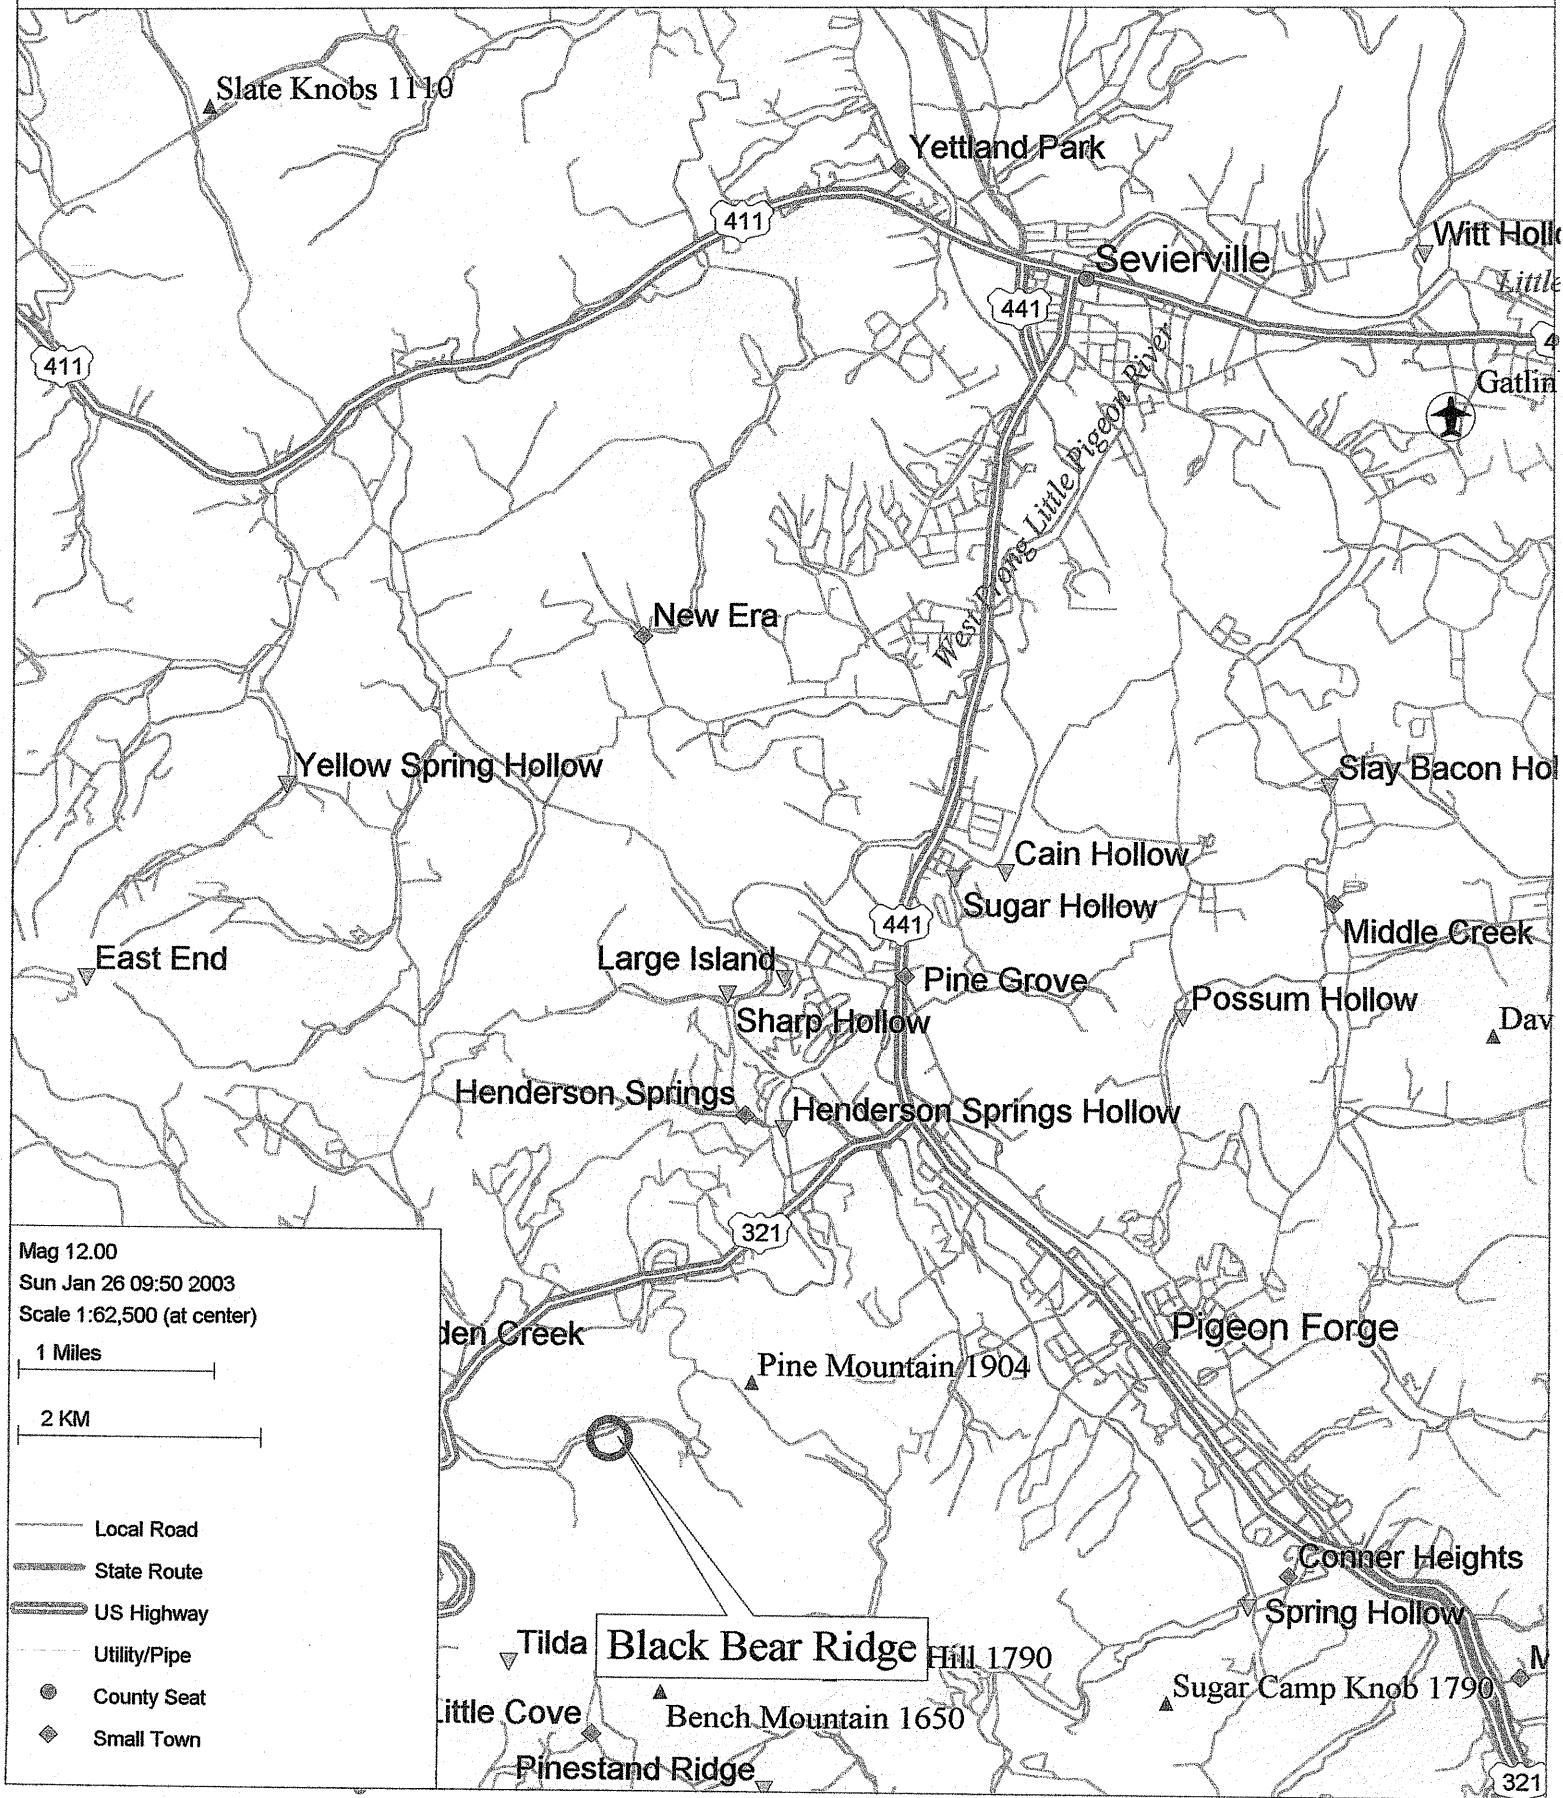 Slate Knobs 1110
Yettland Park
411
Witt Hollo
Sevierville
Little
441
411
4
Gatlin
West Prong Little Pigeon River
New Era
Yellow Spring Hollow
Slay Bacon Hol
Cain Hollow
Sugar Hollow
441
Middle Creek
East End
Large Island
Pine Grove
Possum Hollow
Sharp Hollow
Dav
Henderson Springs
Henderson Springs Hollow
321
Mag 12.00
Sun Jan 26 09:50 2003
Scale 1:62,500 (at center)
1 Miles
2 KM
den Creek
Pigeon Forge
Pine Mountain 1904
Local Road
State Route
US Highway
Utility/Pipe
County Seat
Small Town
Conner Heights
Spring Hollow
Tilda
Black Bear Ridge
Hill 1790
M
Sugar Camp Knob 1790
Little Cove
Bench Mountain 1650
Pinestand Ridge
321